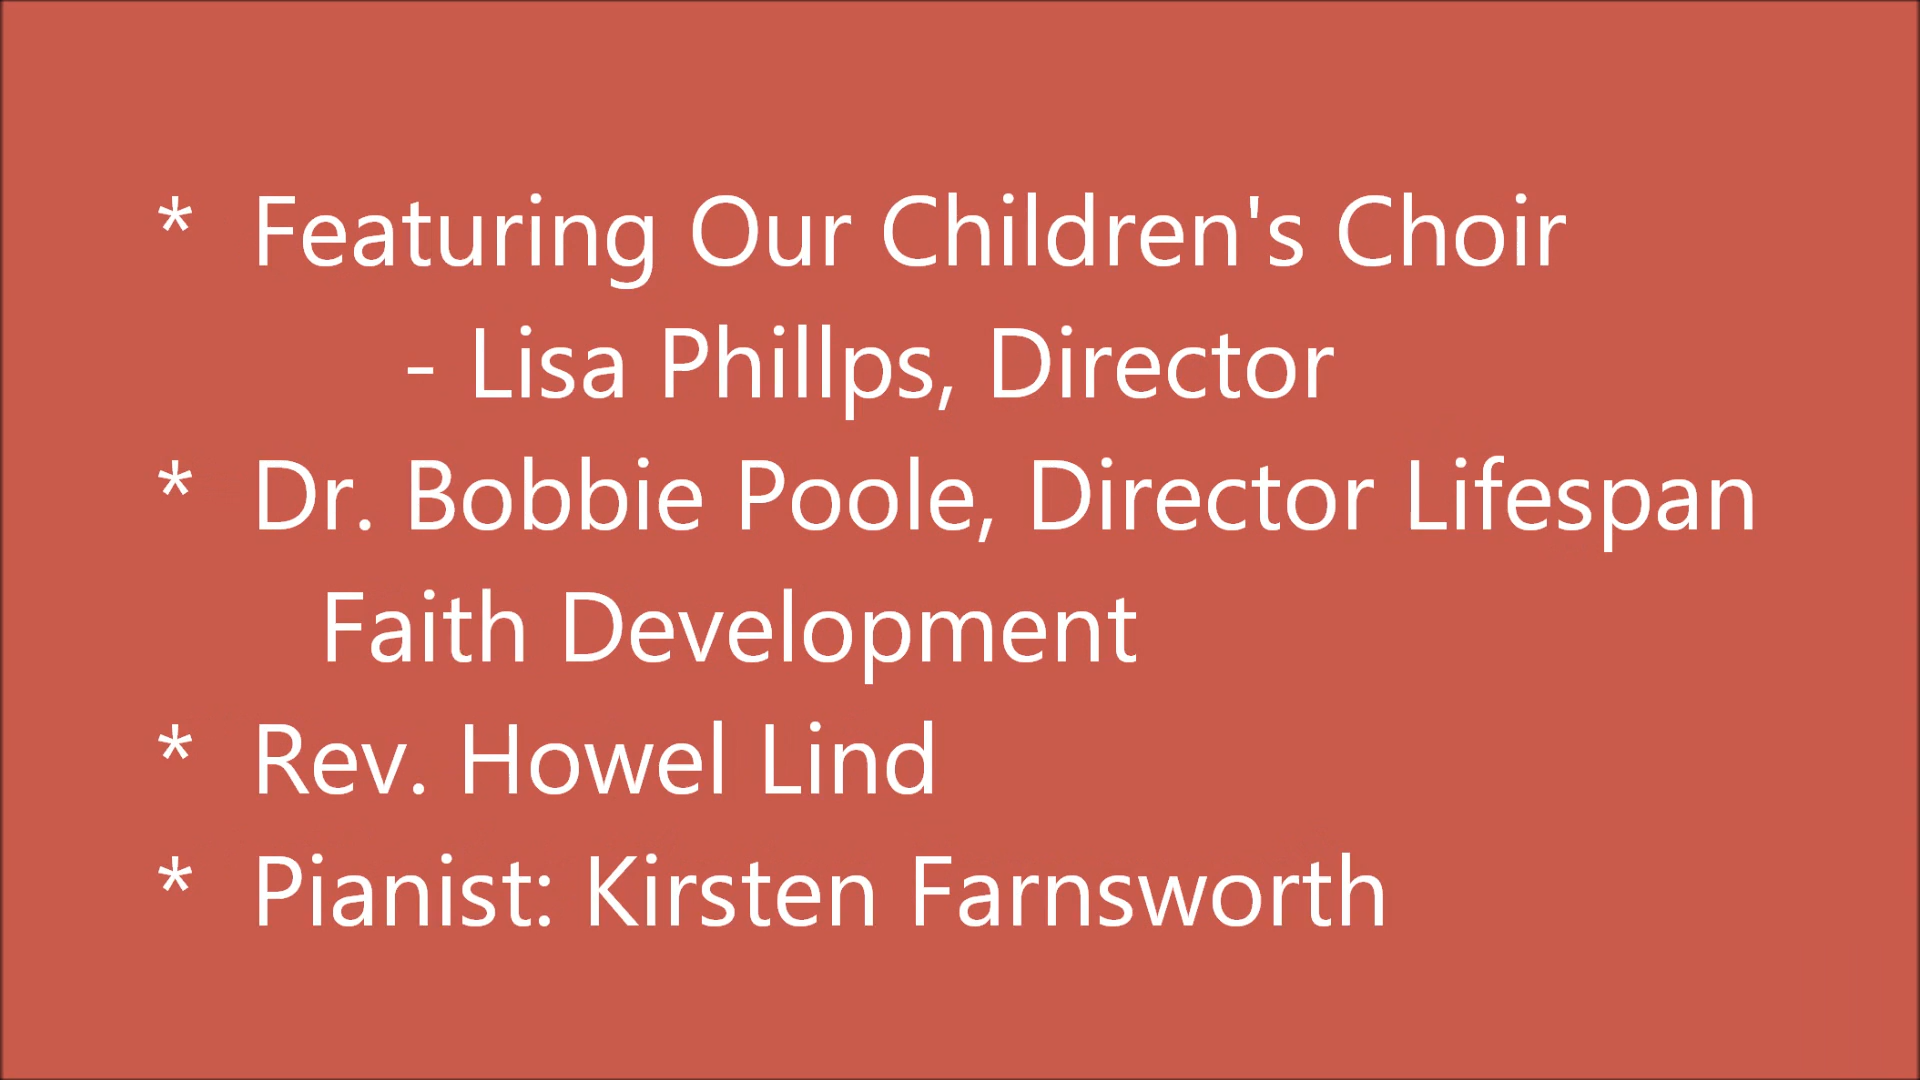 * Featuring Our Children's Choir
- Lisa Phillps, Director
* Dr. Bobbie Poole, Director Lifespan
Faith Development
* Rev. Howel Lind
* Pianist: Kirsten Farnsworth